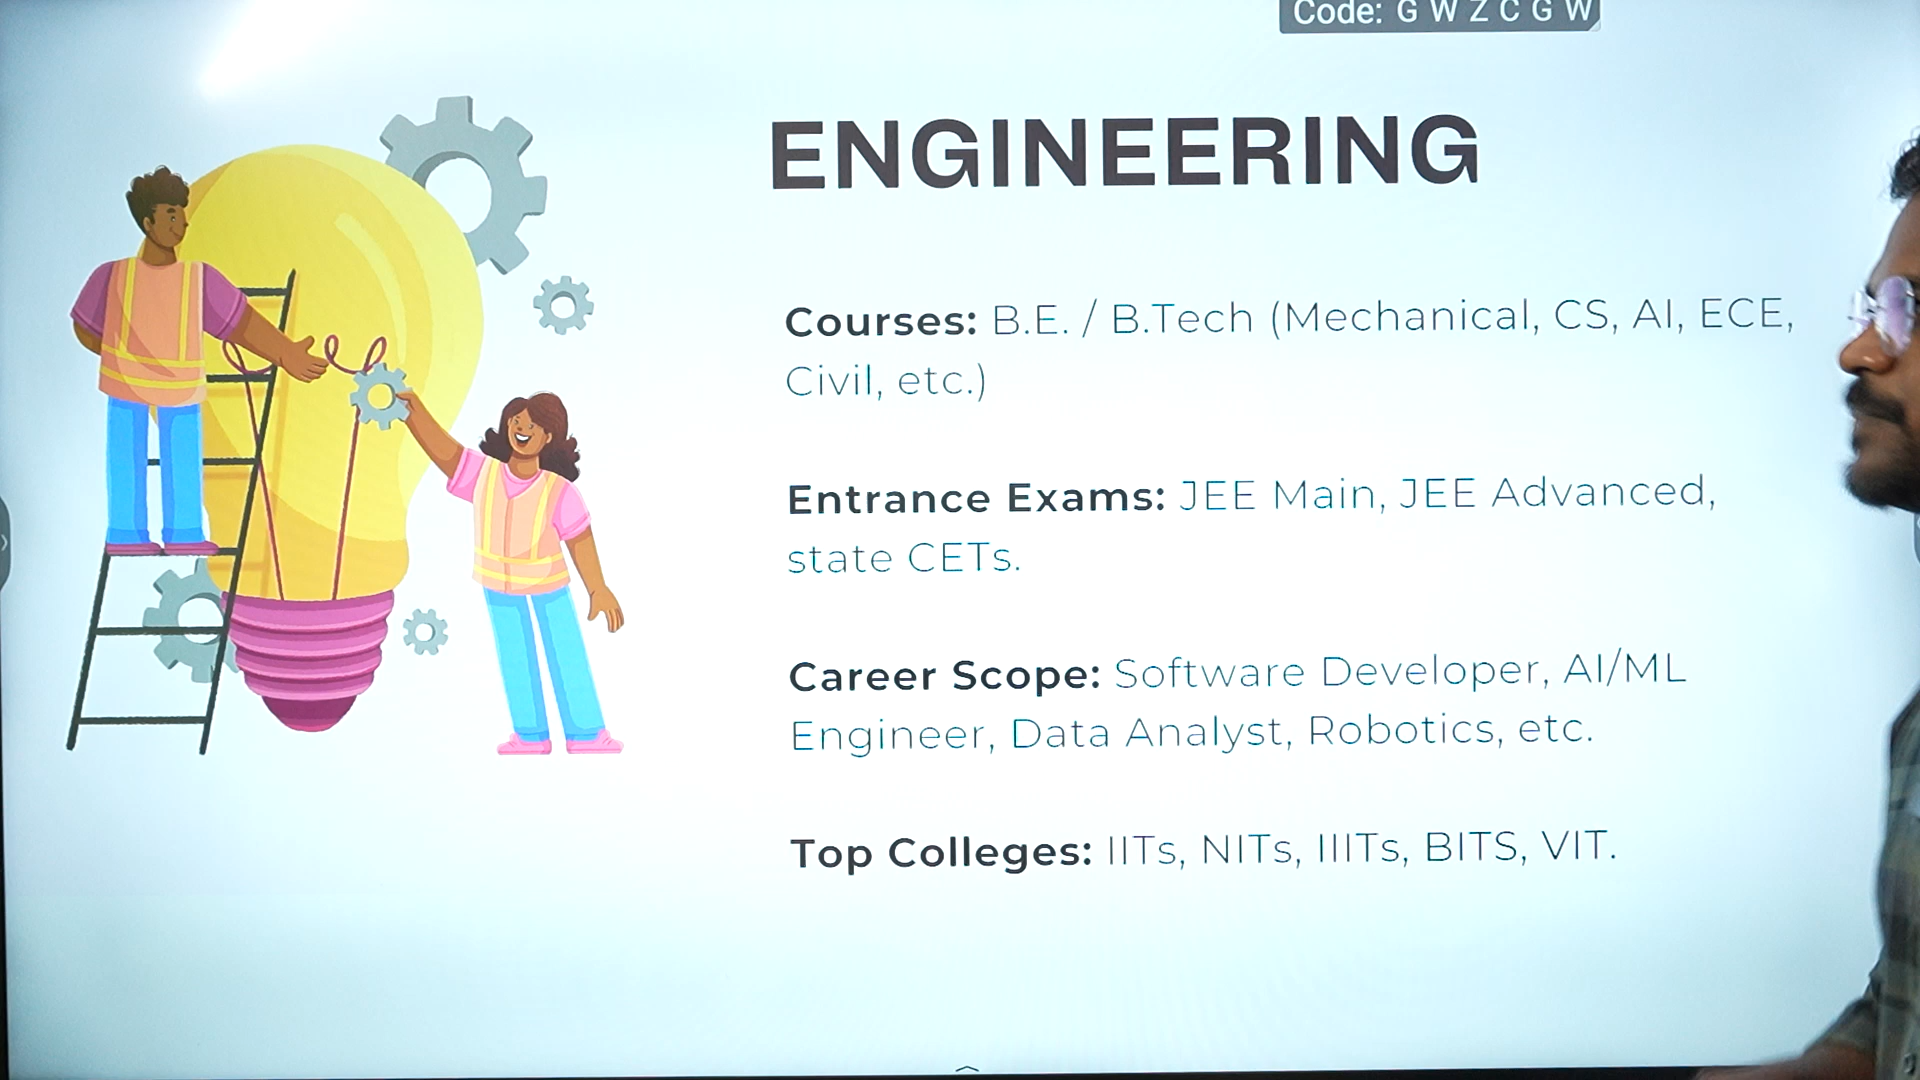 Code: G W Z C G W
ENGINEERING
Courses: B.E. / B.Tech (Mechanical, CS, AI, ECE,
Civil, etc.)
Entrance Exams: JEE Main, JEE Advanced,
state CETs.
Career Scope: Software Developer, AI/ML
Engineer, Data Analyst, Robotics, etc.
Top Colleges: IITs, NITs, IIITs, BITS, VIT.